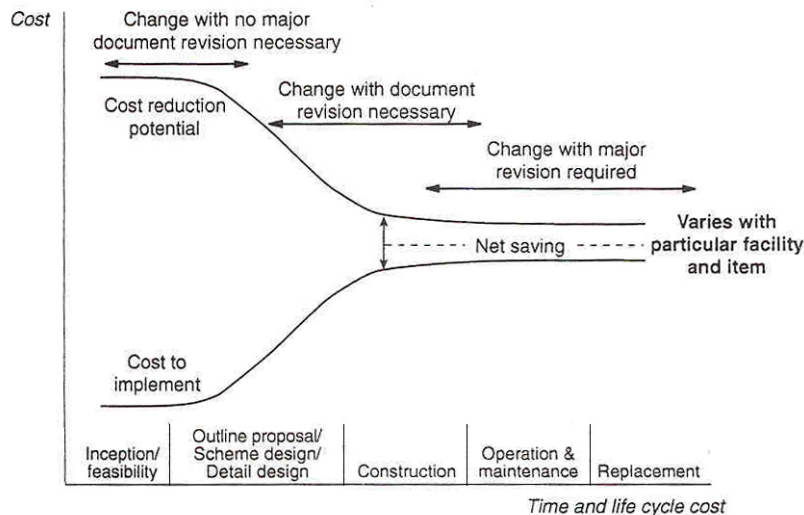 Cost
Change with no major
document revision necessary
Cost reduction
potential
Change with document
revision necessary
Change with major
revision required
Net saving
Varies with
particular facility
and item
Cost to
implement
Inception/
feasibility
Outline proposal/
Scheme design/
Detail design
Construction
Operation &
maintenance
Replacement
Time and life cycle cost